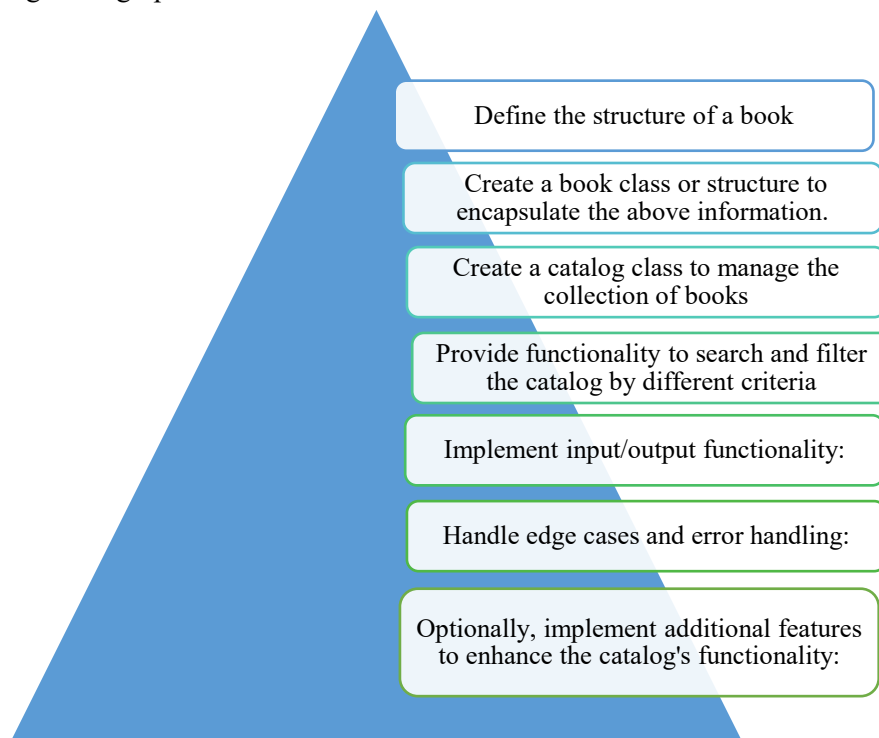 Define the structure of a book
Create a book class or structure to
encapsulate the above information.
Create a catalog class to manage the
collection of books
Provide functionality to search and filter
the catalog by different criteria
Implement input/output functionality:
Handle edge cases and error handling:
Optionally, implement additional features
to enhance the catalog's functionality: